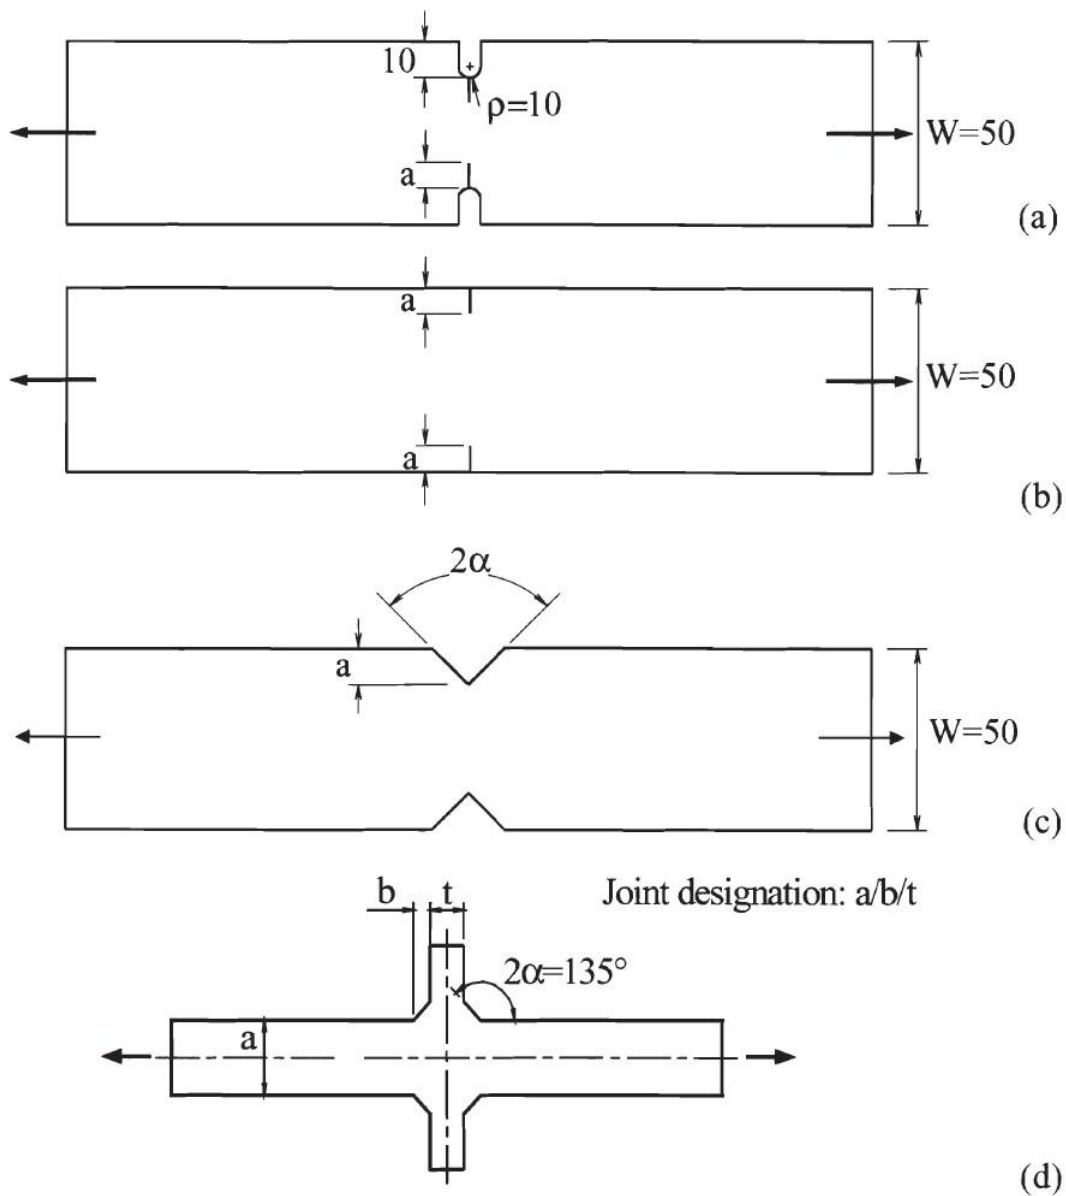 10
ρ=10
a
W=50
(a)
a
a
W=50
(b)
2α
a
W=50
(c)
b
t
Joint designation: a/b/t
2α=135°
a
(d)